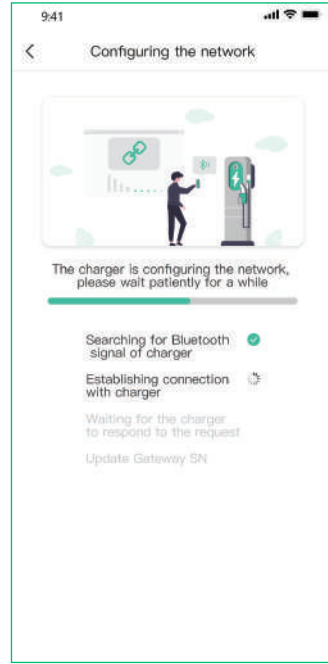 9:41
Configuring the network
The charger is configuring the network,
please wait patiently for a while
Searching for Bluetooth
signal of charger
Establishing connection
with charger
Waiting for the charger
to respond to the request
Update Gateway SN